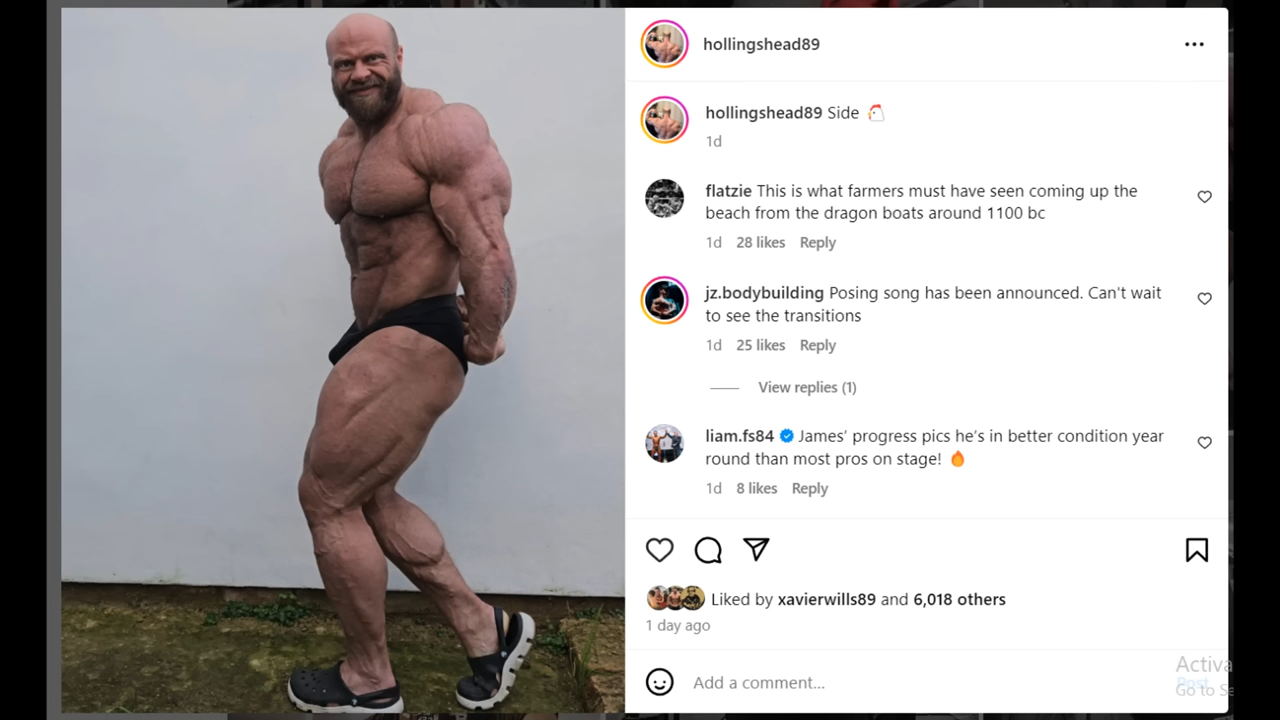 hollingshead89
hollingshead89 Side
1d
flatzie This is what farmers must have seen coming up the
beach from the dragon boats around 1100 bc
1d 28 likes Reply
jz.bodybuilding Posing song has been announced. Can't wait
to see the transitions
1d 25 likes Reply
View replies (1)
liam.fs84 James' progress pics he's in better condition year
round than most pros on stage! 🔥
1d 8 likes Reply
Liked by xavierwills89 and 6,018 others
1 day ago
Add a comment...
Activa
Post
Go to Se